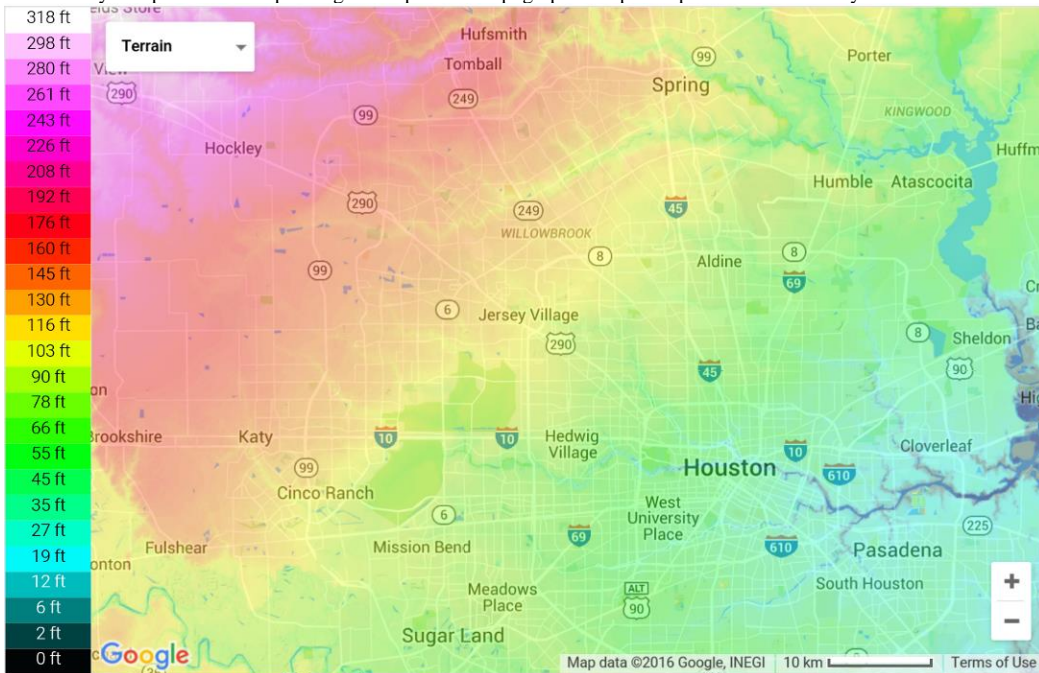 318 ft
298 ft
280 ft
261 ft
243 ft
226 ft
208 ft
192 ft
176 ft
160 ft
145 ft
130 ft
116 ft
103 ft
90 ft
78 ft
66 ft
55 ft
45 ft
35 ft
27 ft
19 ft
12 ft
6 ft
2 ft
0 ft
Terrain
Hufsmith
Tomball
99
Porter
View
290
249
Spring
99
KINGWOOD
Hockley
Huffm
Humble
Atascocita
290
249
45
WILLOWBROOK
99
8
Aldine
8
69
6
Jersey Village
290
8
Sheldon
45
90
on
Brookshire
Katy
10
10
Hedwig
Village
10
Cloverleaf
99
Houston
610
Cinco Ranch
West
University
Place
6
69
610
225
Fulshear
Mission Bend
Pasadena
onton
South Houston
Meadows
Place
ALT
90
+
−
Sugar Land
Google
Map data ©2016 Google, INEGI
10 km
Terms of Use